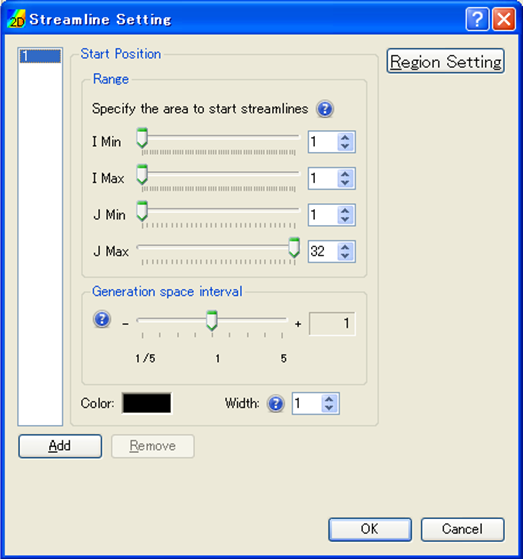 2D Streamline Setting ? X
1
Start Position
Region Setting
Range
Specify the area to start streamlines ?
I Min 1
I Max 1
J Min 1
J Max 32
Generation space interval
? - + 1
1/5 1 5
Color: Width: ? 1
Add Remove
OK Cancel